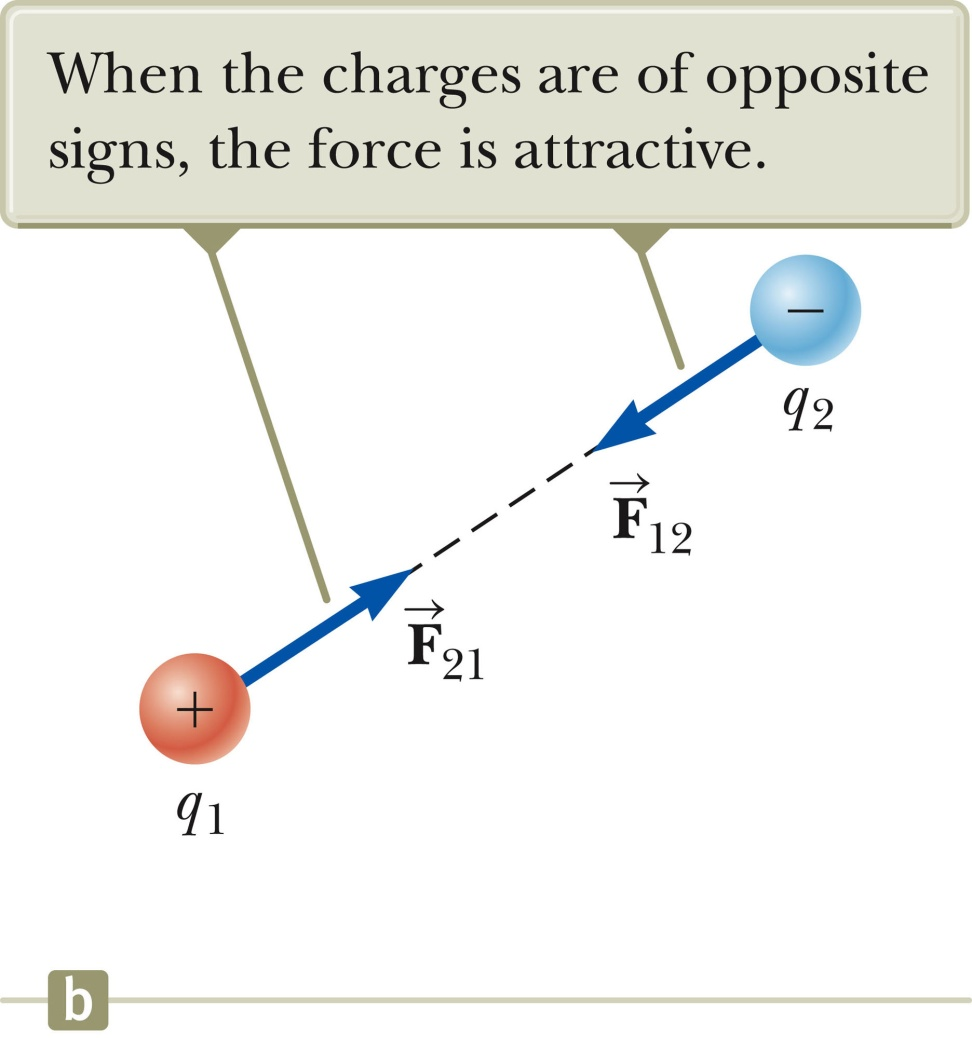 When the charges are of opposite
signs, the force is attractive.
−
q₂
F⃗₁₂
F⃗₂₁
+
q₁
b